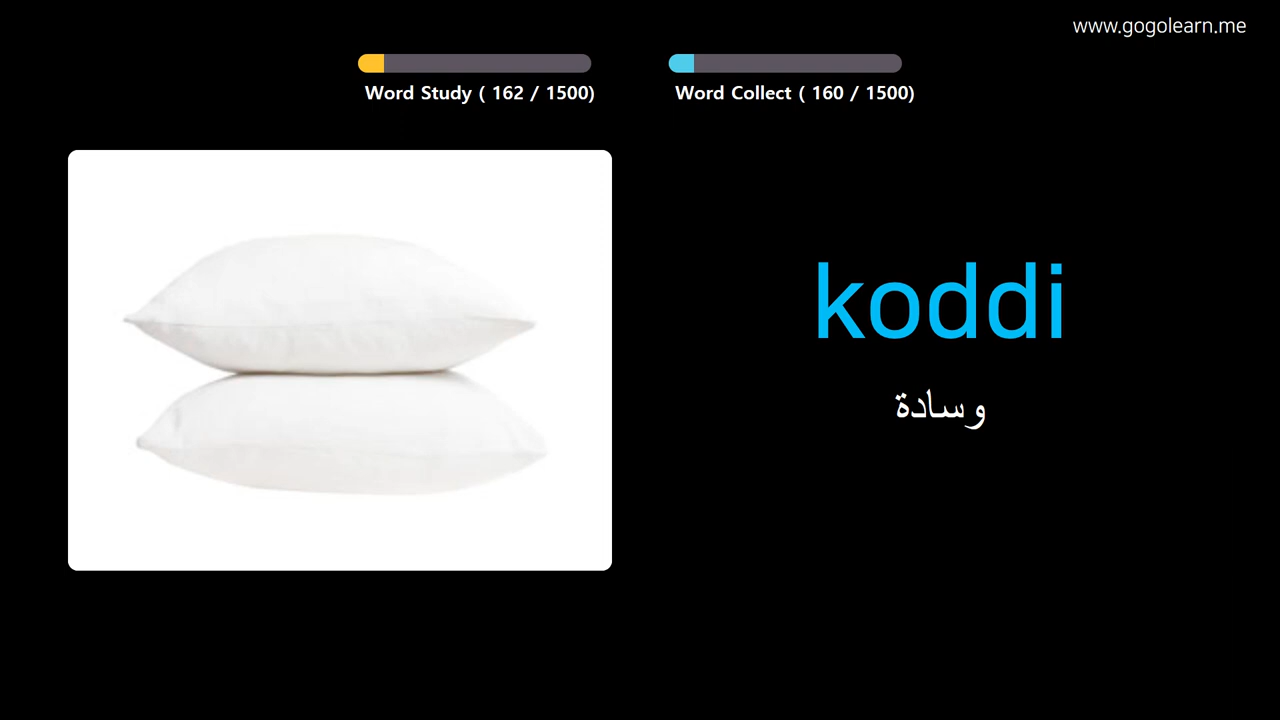 www.gogolearn.me
Word Study ( 162 / 1500)
Word Collect ( 160 / 1500)
koddi
وسادة